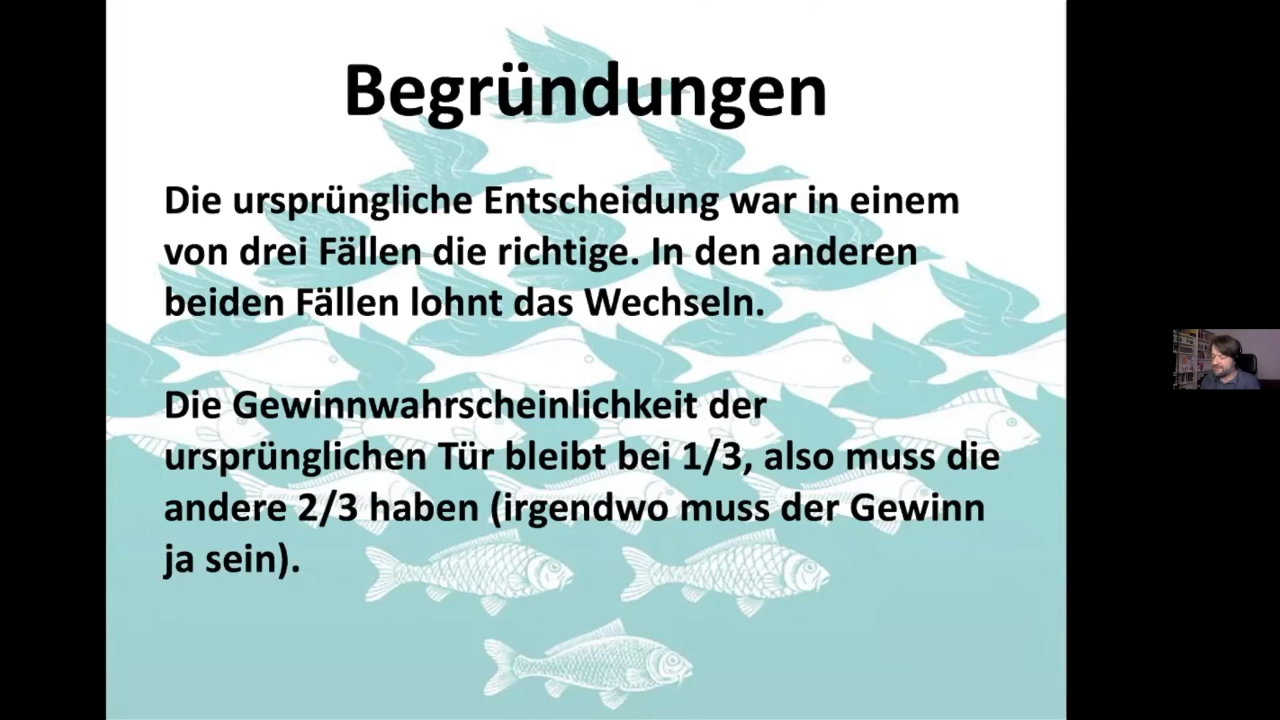 Begründungen
Die ursprüngliche Entscheidung war in einem
von drei Fällen die richtige. In den anderen
beiden Fällen lohnt das Wechseln.
Die Gewinnwahrscheinlichkeit der
ursprünglichen Tür bleibt bei 1/3, also muss die
andere 2/3 haben (irgendwo muss der Gewinn
ja sein).